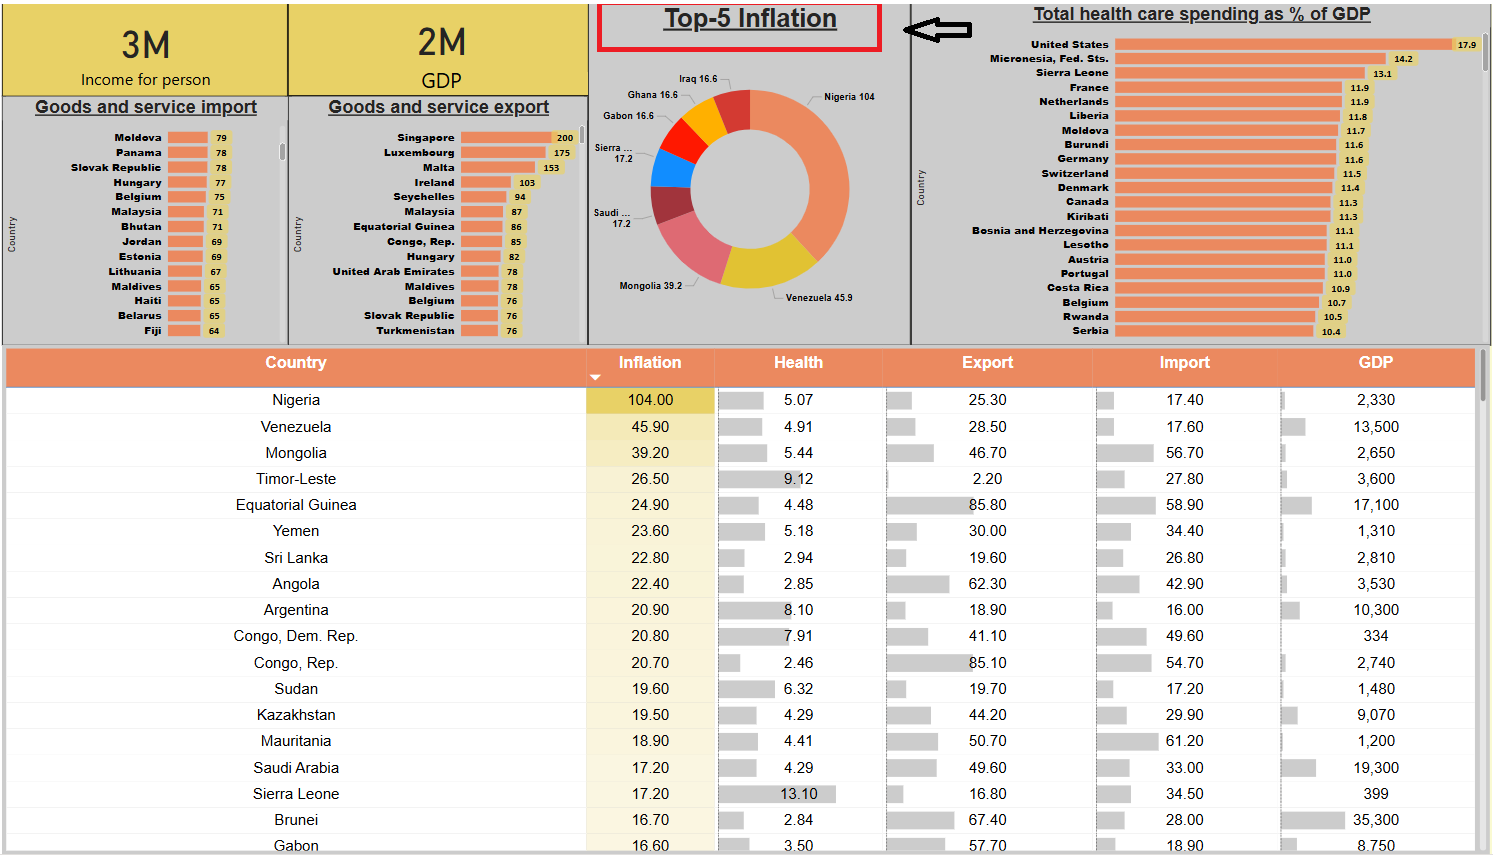 3M
Income for person
2M
GDP
Top-5 Inflation
Total health care spending as % of GDP
Goods and service import
Country
Moldova 79
Panama 78
Slovak Republic 78
Hungary 77
Belgium 75
Malaysia 71
Bhutan 71
Jordan 69
Estonia 69
Lithuania 67
Maldives 65
Haiti 65
Belarus 65
Fiji 64
Goods and service export
Country
Singapore 200
Luxembourg 175
Malta 153
Ireland 103
Seychelles 94
Malaysia 87
Equatorial Guinea 86
Congo, Rep. 85
Hungary 82
United Arab Emirates 78
Maldives 78
Belgium 76
Slovak Republic 76
Turkmenistan 76
Iraq 16.6
Ghana 16.6
Gabon 16.6
Sierra ...
17.2
Saudi ...
17.2
Mongolia 39.2
Venezuela 45.9
Nigeria 104
Country
United States 17.9
Micronesia, Fed. Sts. 14.2
Sierra Leone 13.1
France 11.9
Netherlands 11.9
Liberia 11.8
Moldova 11.7
Burundi 11.6
Germany 11.6
Switzerland 11.5
Denmark 11.4
Canada 11.3
Kiribati 11.3
Bosnia and Herzegovina 11.1
Lesotho 11.1
Austria 11.0
Portugal 11.0
Costa Rica 10.9
Belgium 10.7
Rwanda 10.5
Serbia 10.4
Country Inflation Health Export Import GDP
Nigeria 104.00 5.07 25.30 17.40 2,330
Venezuela 45.90 4.91 28.50 17.60 13,500
Mongolia 39.20 5.44 46.70 56.70 2,650
Timor-Leste 26.50 9.12 2.20 27.80 3,600
Equatorial Guinea 24.90 4.48 85.80 58.90 17,100
Yemen 23.60 5.18 30.00 34.40 1,310
Sri Lanka 22.80 2.94 19.60 26.80 2,810
Angola 22.40 2.85 62.30 42.90 3,530
Argentina 20.90 8.10 18.90 16.00 10,300
Congo, Dem. Rep. 20.80 7.91 41.10 49.60 334
Congo, Rep. 20.70 2.46 85.10 54.70 2,740
Sudan 19.60 6.32 19.70 17.20 1,480
Kazakhstan 19.50 4.29 44.20 29.90 9,070
Mauritania 18.90 4.41 50.70 61.20 1,200
Saudi Arabia 17.20 4.29 49.60 33.00 19,300
Sierra Leone 17.20 13.10 16.80 34.50 399
Brunei 16.70 2.84 67.40 28.00 35,300
Gabon 16.60 3.50 57.70 18.90 8,750